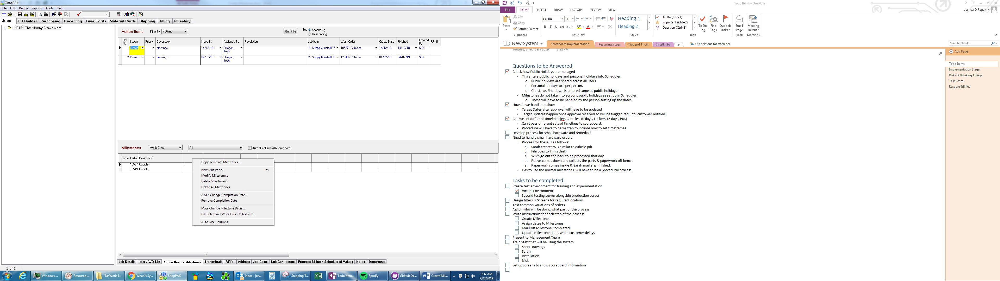 ShopPAK
File Edit Define Reports Tools Help
Jobs PO Builder Purchasing Receiving Time Cards Material Cards Shipping Billing Inventory
14018 - The Albany Crows Nest
Action Items Filter By Nothing Run Filter Seq Ascending
Descending
Ref No Status Priority Description Need By Assigned To Resolution Job Item Work Order Create Date Finished Created By RFI #
1 Closed drawings 14/12/18 O'regan, Josh 1 - Supply & Install R7 10537 - Cubicles 14/12/18 14/12/18 S.D.
2 Closed drawings 04/02/19 O'regan, Josh 2 - Supply & Install R8 12549 - Cubicles 01/02/19 04/02/19 S.D.
Milestones Work Order All Auto fill column with same date
Work Order Description
10537 Cubicles
12549 Cubicles
Copy Template Milestones...
New Milestone... Ins
Modify Milestone...
Delete Milestone(s)
Delete All Milestones
Add / Change Completion Date...
Remove Completion Date
Mass Change Milestone Dates...
Edit Job Item / Work Order Milestones...
Auto-Size Columns
Job Details Item / WO List Action Items / Milestones Transmittals RFI's Address Job Costs Sub Contractors Progress Billing / Schedule of Values Notes Documents
1 of 1
Windows ... Resource ... N:\Work-I... What Is Sy... ShopPAK Inbox - jos... Snipping T... Todo Item... Spotify GitHub De... Create Mil... 9:37 AM
7/02/2019
Todo Items - OneNote
FILE HOME INSERT DRAW HISTORY REVIEW VIEW Joshua O'Regan
Paste Cut
Copy
Format Painter
Clipboard
Calibri 11
B I U abc x₂ A
Basic Text
Heading 1
Heading 2
Styles
To Do (Ctrl+1)
Important (Ctrl+2)
Question (Ctrl+3)
To Do Tag
Find Tags
Outlook Tasks
Tags
Email Page
Email
Meeting Details
Meetings
New System Scoreboard Implementation Recurring Issues Tips and Tricks Install info + Old sections for reference Search (Ctrl+E)
Tuesday, 5 February 2019 3:22 PM
Questions to be Answered
Check how Public Holidays are managed
- Tim enters public holidays and personal holidays into Scheduler.
o Public holidays are shared across all users.
o Personal holidays are per person.
o Christmas Shutdown is entered same as public holidays
- Milestones do not take into account public holidays as set up in Scheduler.
o These will have to be handled by the person setting up the dates.
How do we handle re-draws
- Target Dates after approval will have to be updated
- Target updates happen once approval received so will be flagged red until customer notified
Can we set different timelines (eg. Cubicles 10 days, Lockers 15 days, etc.)
- Can't pass different sets of timelines to scoreboard.
- Procedure will have to be written to include how to set timeframes.
Develop process for small hardware and remedials
Need to handle small hardware orders
- Process for these is as follows:
a. Sarah creates WO similar to cubicle job
b. File goes to Tim's desk
c. WO's go out the back to be processed that day
d. Robyn comes down and collects the parts & paperwork off bench
e. Paperwork comes inside & Sarah marks as finished.
- Has to use the normal milestones, will have to be a procedural process.
Tasks to be completed
Create test environment for training and experimentation
Virtual Environment
Second testing server alongside production server
Design filters & Screens for required locations
Test common variations of orders
Assign who will be doing what part of the process
Write instructions for each step of the process
Create Milestones
Assign dates to Milestones
Mark off Milestone Completed
Update milestone dates when customer delays
Present to Management Team
Train Staff that will be using the system
Shop Drawings
Sarah
Installation
Nick
Set up screens to show scoreboard information
Add Page
Todo Items
Implementation Stages
Risks & Breaking Things
Test Cases
Responsibilities